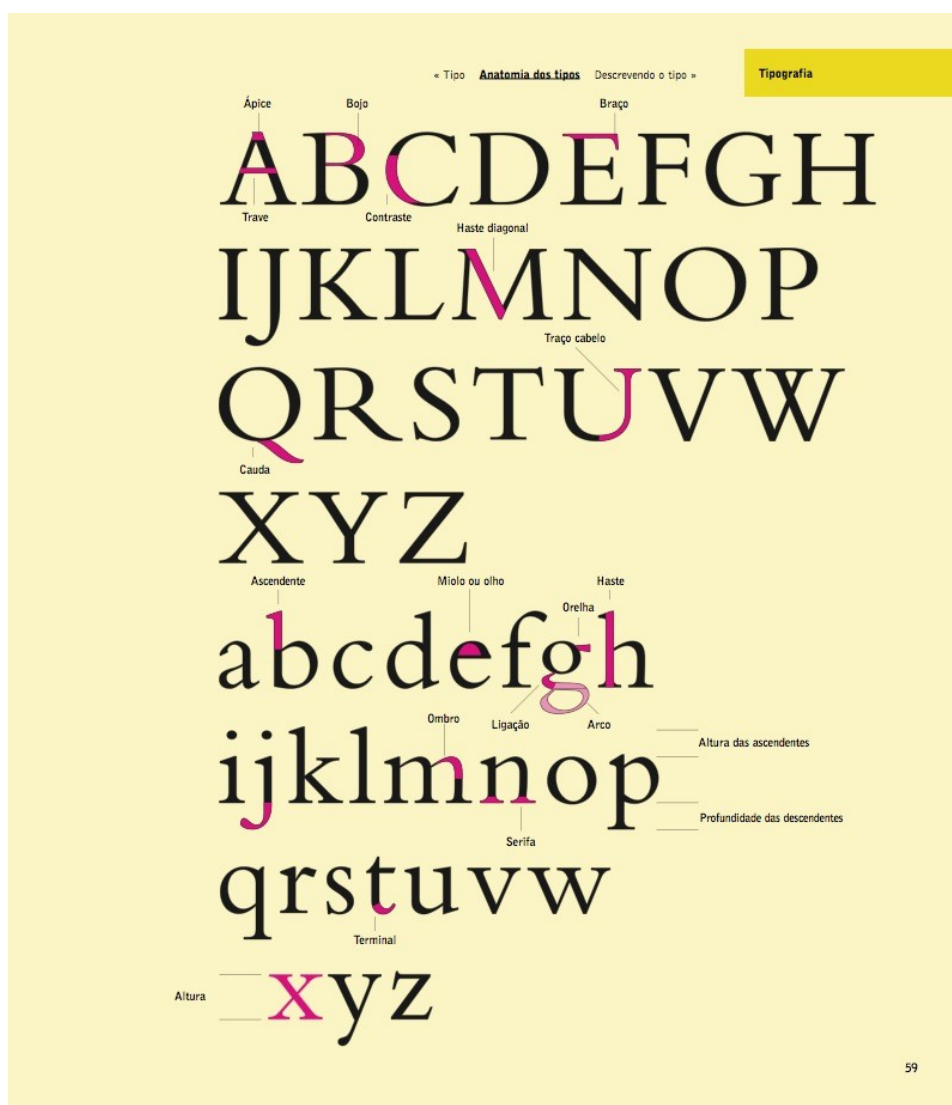 « Tipo Anatomia dos tipos Descrevendo o tipo »
Tipografia
Ápice Bojo Braço
ABCDEFGH
Trave Contraste
Haste diagonal
IJKLMNOP
Traço cabelo
QRSTUVW
Cauda
XYZ
Ascendente Miolo ou olho Haste
Orelha
abcdefgh
Ombro Ligação Arco
Altura das ascendentes
ijklmnop
Profundidade das descendentes
Serifa
qrstuvw
Terminal
Altura
xyz
59